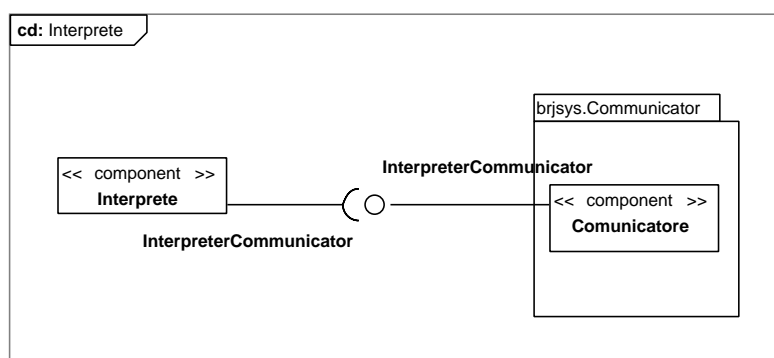 cd: Interprete
brjsys.Communicator
InterpreterCommunicator
<< component >>
Interprete
<< component >>
Comunicatore
InterpreterCommunicator